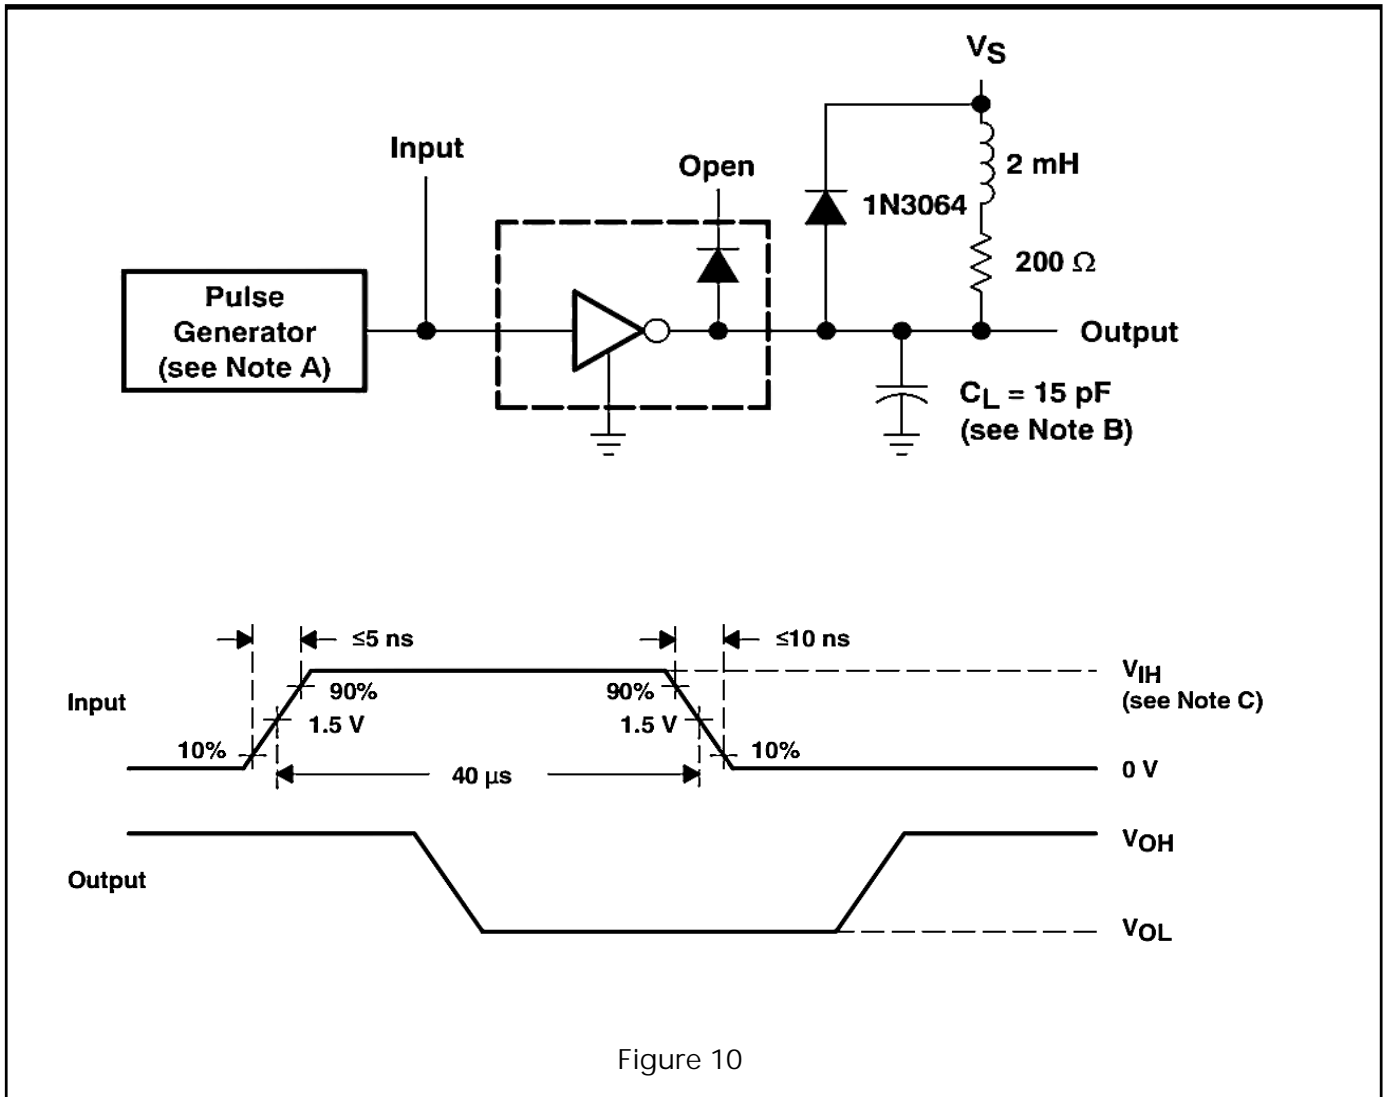 VS
Input
Open
2 mH
1N3064
200 Ω
Pulse
Generator
(see Note A)
Output
CL = 15 pF
(see Note B)
≤5 ns
≤10 ns
Input
90%
90%
VIH
(see Note C)
1.5 V
1.5 V
10%
10%
40 μs
0 V
Output
VOH
VOL
Figure 10